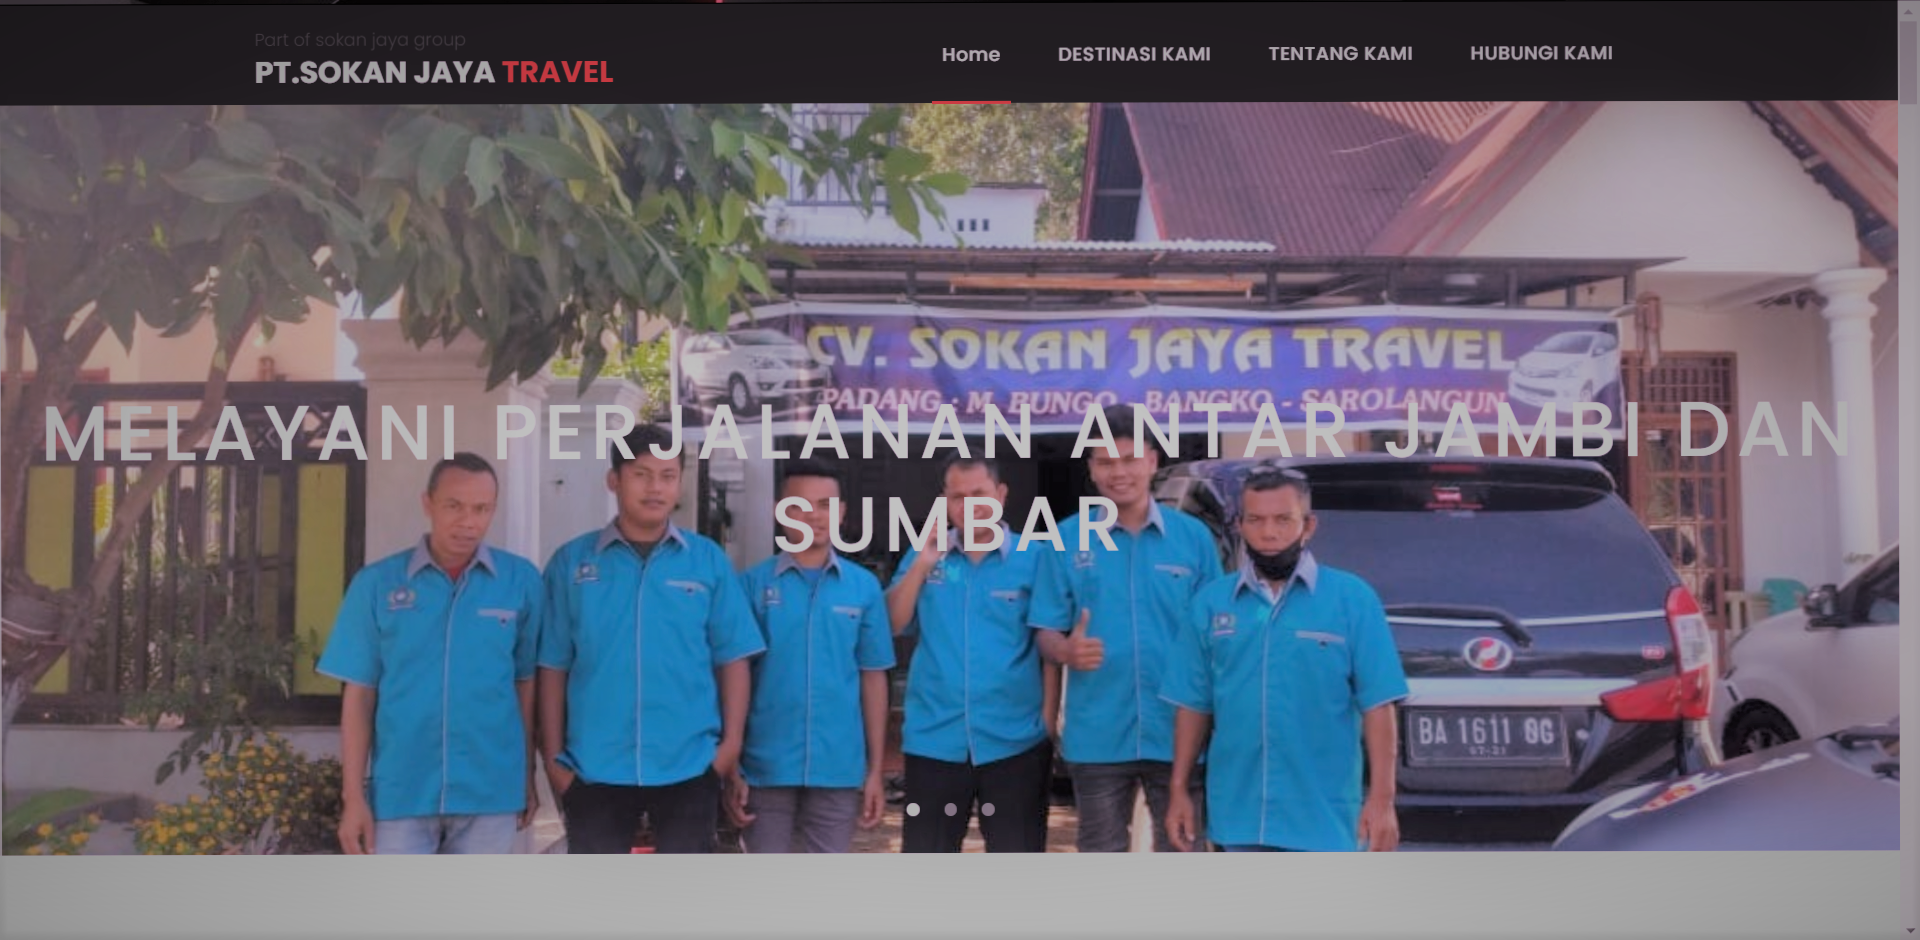 Part of sokan jaya group
PT.SOKAN JAYA TRAVEL
Home
DESTINASI KAMI
TENTANG KAMI
HUBUNGI KAMI
CV. SOKAN JAYA TRAVEL
PADANG : M. BUNGO - BANGKO - SAROLANGUN
MELAYANI PERJALANAN ANTAR JAMBI DAN
SUMBAR
BA 1611 QG
07-21